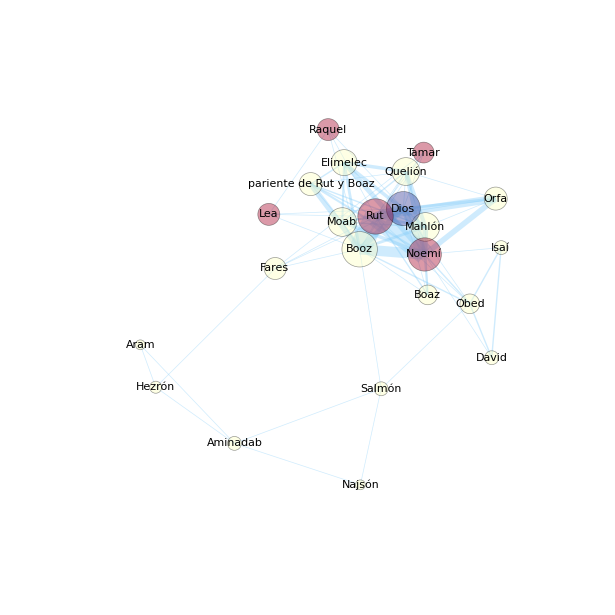 Raquel
Tamar
Elimelec
Quelión
pariente de Rut y Boaz
Orfa
Lea
Moab
Rut
Dios
Mahlón
Booz
Noemí
Isaí
Fares
Boaz
Obed
Aram
David
Hezrón
Salmón
Aminadab
Najsón